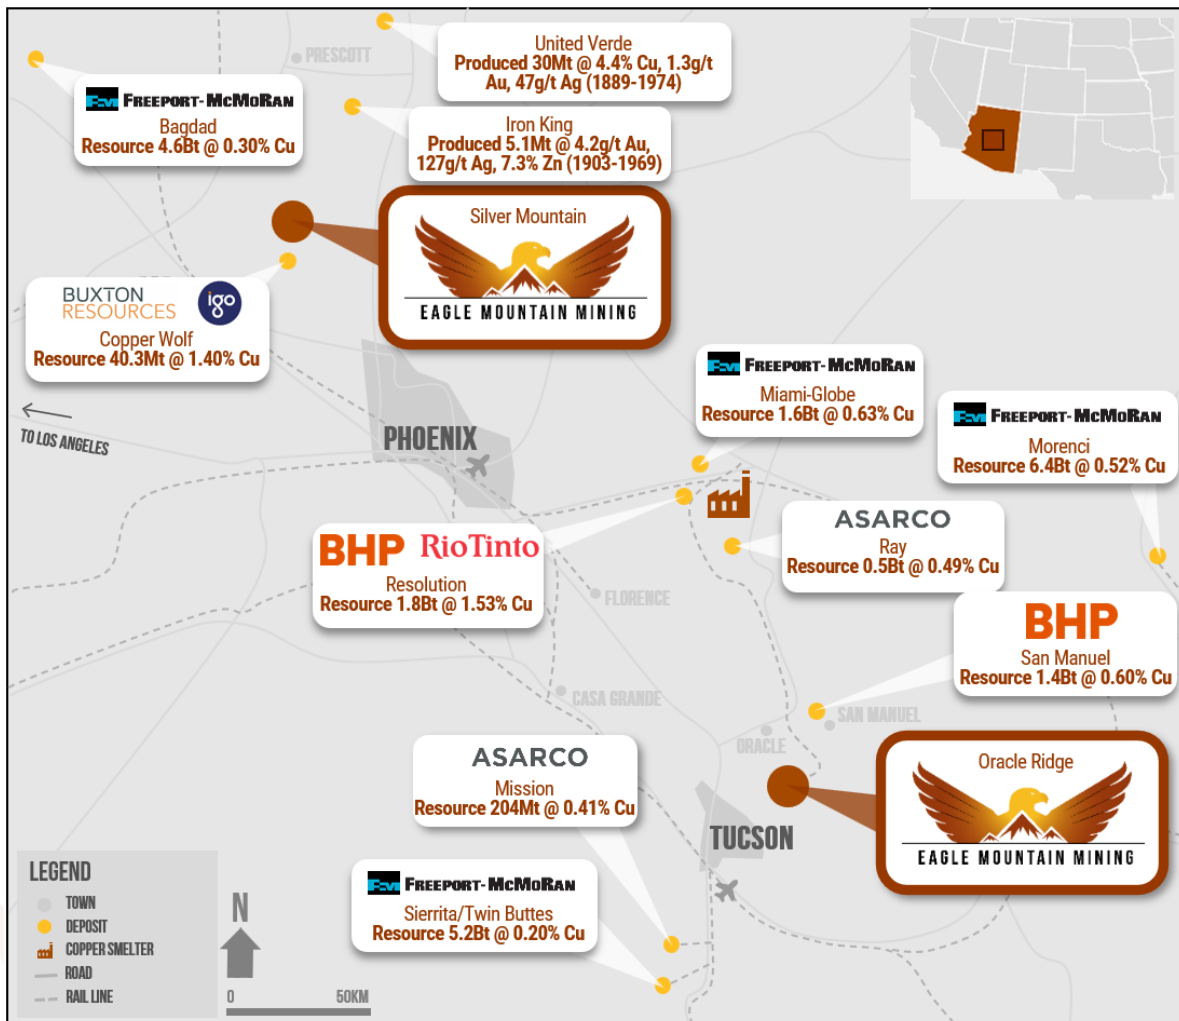 PRESCOTT
United Verde
Produced 30Mt @ 4.4% Cu, 1.3g/t
Au, 47g/t Ag (1889-1974)
FCX FREEPORT-McMoRAN
Bagdad
Resource 4.6Bt @ 0.30% Cu
Iron King
Produced 5.1Mt @ 4.2g/t Au,
127g/t Ag, 7.3% Zn (1903-1969)
Silver Mountain
EAGLE MOUNTAIN MINING
BUXTON
RESOURCES
igo
Copper Wolf
Resource 40.3Mt @ 1.40% Cu
TO LOS ANGELES
PHOENIX
FCX FREEPORT-McMoRAN
Miami-Globe
Resource 1.6Bt @ 0.63% Cu
FCX FREEPORT-McMoRAN
Morenci
Resource 6.4Bt @ 0.52% Cu
BHP RioTinto
Resolution
Resource 1.8Bt @ 1.53% Cu
ASARCO
Ray
Resource 0.5Bt @ 0.49% Cu
FLORENCE
BHP
San Manuel
Resource 1.4Bt @ 0.60% Cu
CASA GRANDE
SAN MANUEL
ORACLE
ASARCO
Mission
Resource 204Mt @ 0.41% Cu
Oracle Ridge
EAGLE MOUNTAIN MINING
TUCSON
FCX FREEPORT-McMoRAN
Sierrita/Twin Buttes
Resource 5.2Bt @ 0.20% Cu
LEGEND
TOWN
DEPOSIT
COPPER SMELTER
ROAD
RAIL LINE
N
0 50KM